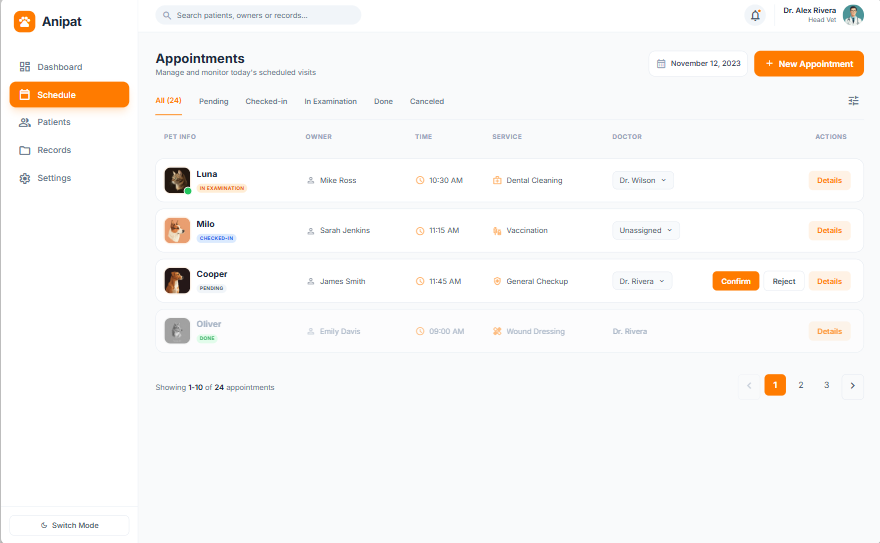 Anipat
Search patients, owners or records...
Dr. Alex Rivera
Head Vet
Dashboard
Schedule
Patients
Records
Settings
Switch Mode
Appointments
Manage and monitor today's scheduled visits
November 12, 2023
+ New Appointment
All (24) Pending Checked-in In Examination Done Canceled
PET INFO OWNER TIME SERVICE DOCTOR ACTIONS
Luna
IN EXAMINATION
Mike Ross 10:30 AM Dental Cleaning Dr. Wilson Details
Milo
CHECKED-IN
Sarah Jenkins 11:15 AM Vaccination Unassigned Details
Cooper
PENDING
James Smith 11:45 AM General Checkup Dr. Rivera Confirm Reject Details
Oliver
DONE
Emily Davis 09:00 AM Wound Dressing Dr. Rivera Details
Showing 1-10 of 24 appointments
1 2 3